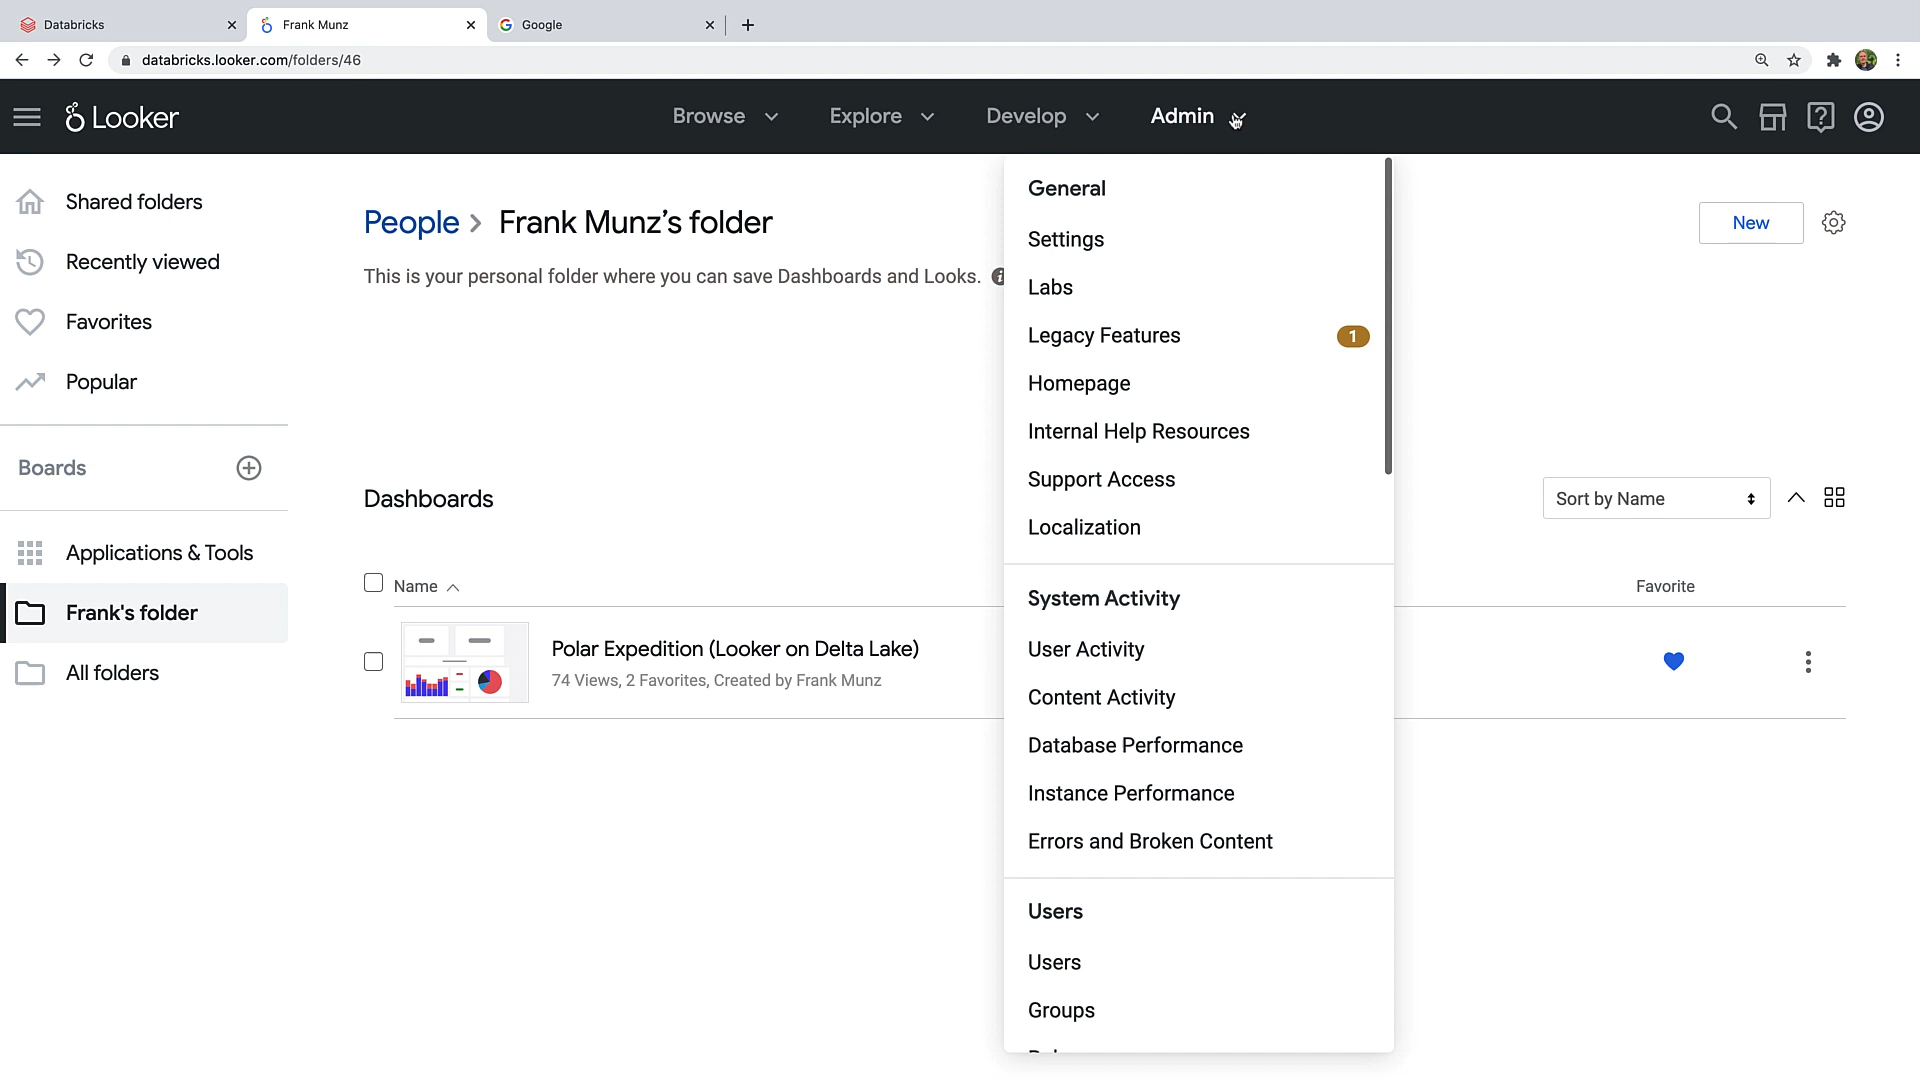 Databricks
Frank Munz
Google
databricks.looker.com/folders/46
Looker
Browse
Explore
Develop
Admin
Shared folders
Recently viewed
Favorites
Popular
Boards
Applications & Tools
Frank's folder
All folders
People > Frank Munz’s folder
This is your personal folder where you can save Dashboards and Looks.
New
Dashboards
Sort by Name
Name
Favorite
Polar Expedition (Looker on Delta Lake)
74 Views, 2 Favorites, Created by Frank Munz
General
Settings
Labs
Legacy Features 1
Homepage
Internal Help Resources
Support Access
Localization
System Activity
User Activity
Content Activity
Database Performance
Instance Performance
Errors and Broken Content
Users
Users
Groups